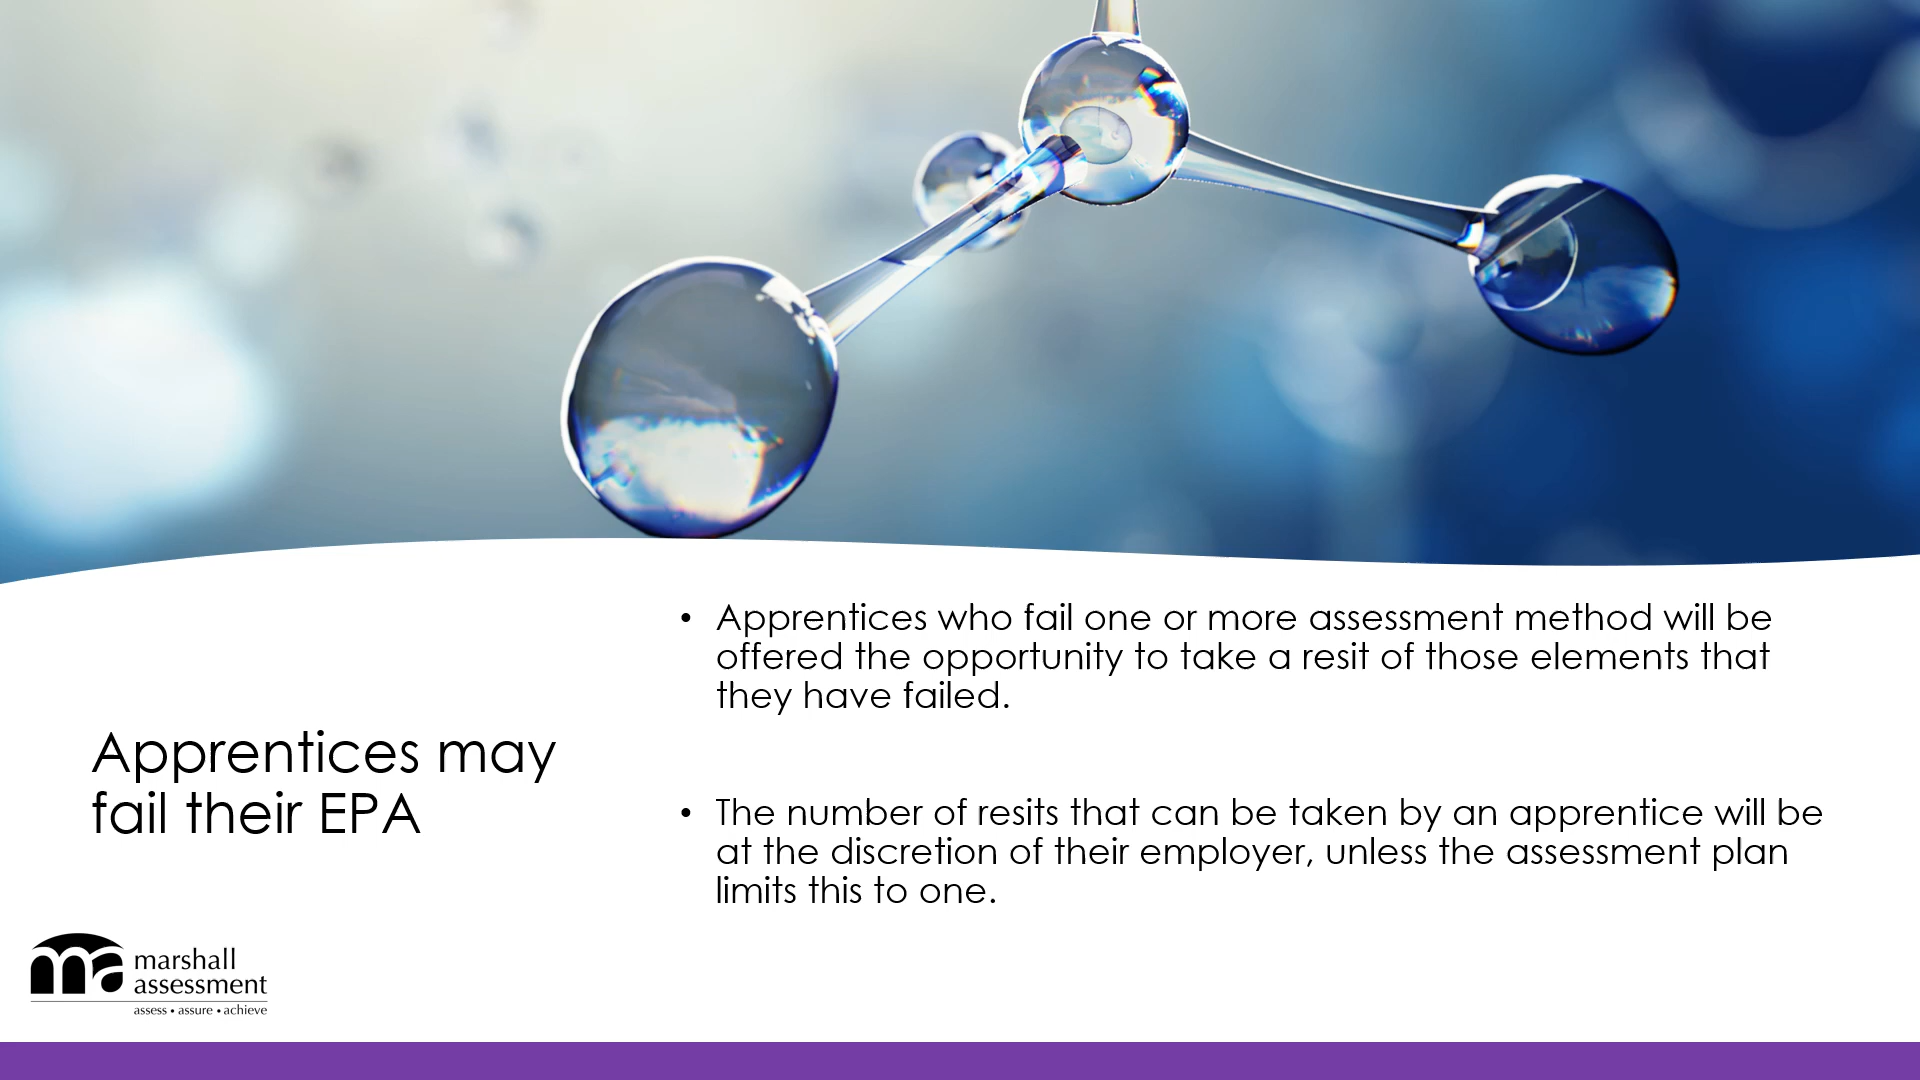 Apprentices may
fail their EPA
• Apprentices who fail one or more assessment method will be
offered the opportunity to take a resit of those elements that
they have failed.
• The number of resits that can be taken by an apprentice will be
at the discretion of their employer, unless the assessment plan
limits this to one.
ma
marshall
assessment
assess • assure • achieve